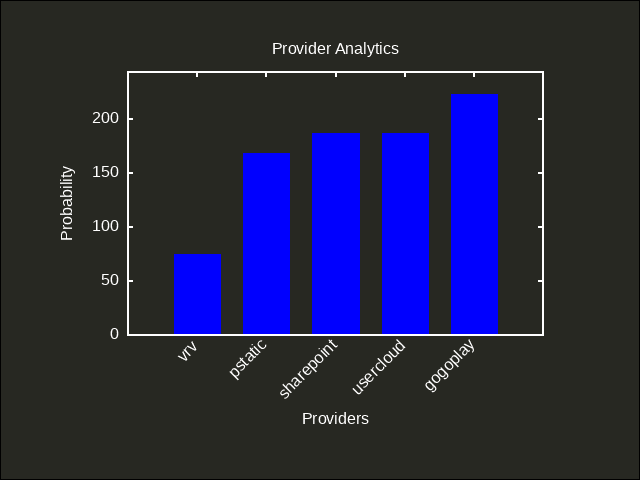 Provider Analytics
200
150
100
50
0
Probability
vrv
pstatic
sharepoint
usercloud
gogoplay
Providers